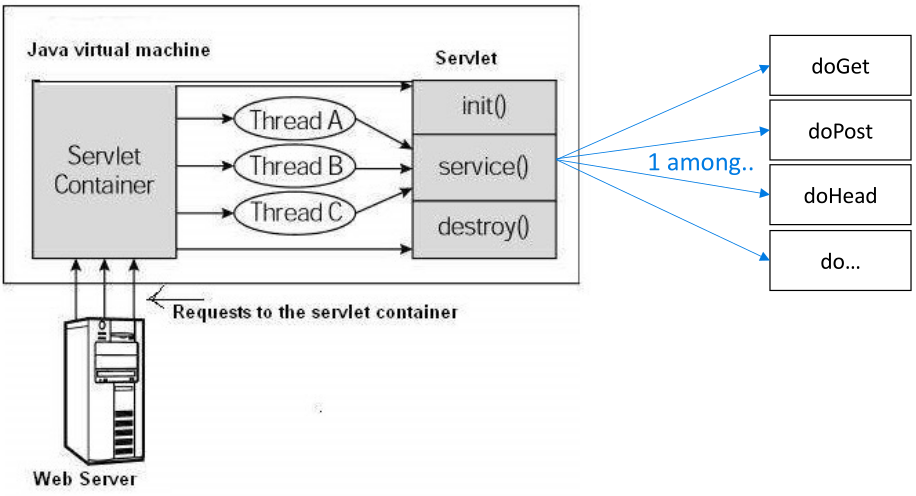 Java virtual machine
Servlet
Servlet
Container
Thread A
Thread B
Thread C
init()
service()
destroy()
1 among..
doGet
doPost
doHead
do...
Requests to the servlet container
Web Server